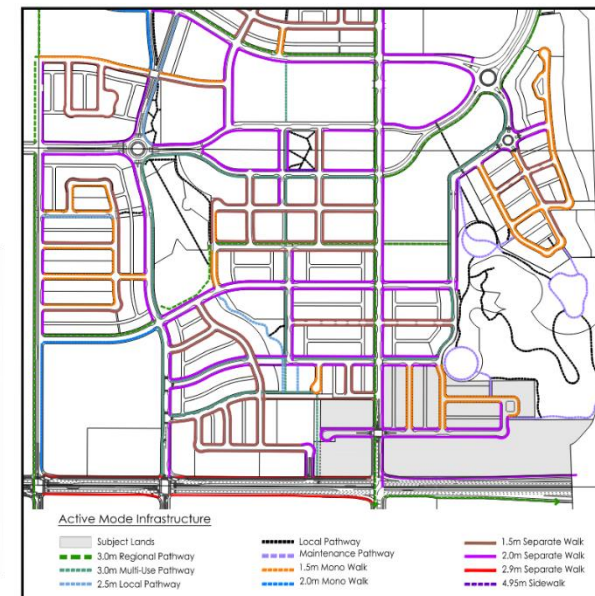 Active Mode Infrastructure
Subject Lands
3.0m Regional Pathway
3.0m Multi-Use Pathway
2.5m Local Pathway
Local Pathway
Maintenance Pathway
1.5m Mono Walk
2.0m Mono Walk
1.5m Separate Walk
2.0m Separate Walk
2.9m Separate Walk
4.95m Sidewalk